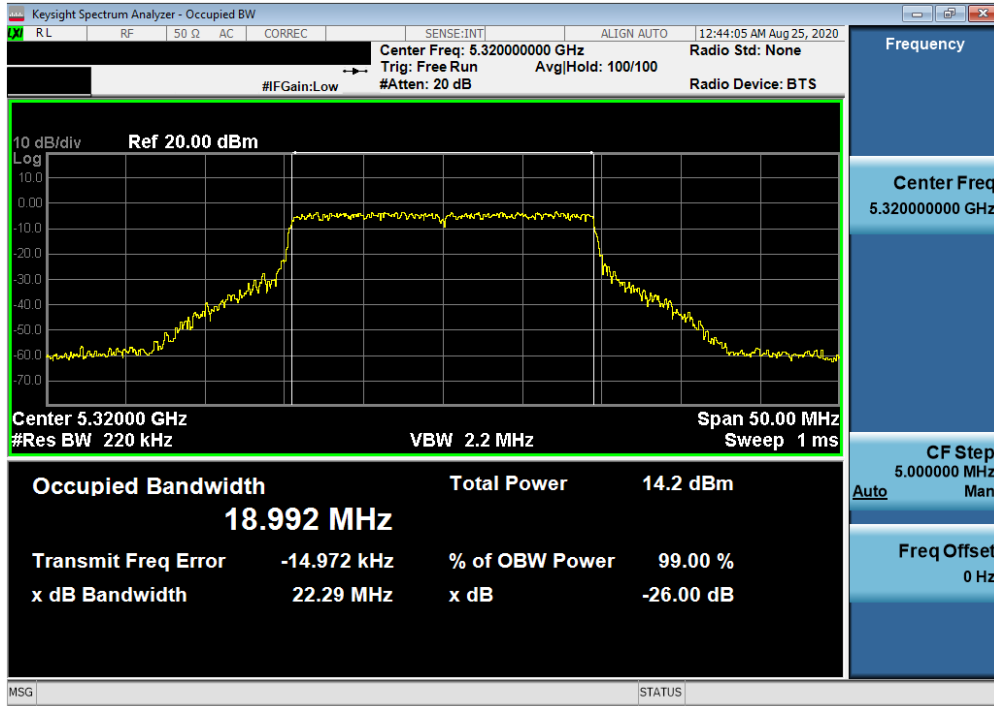 Keysight Spectrum Analyzer - Occupied BW
LXI RL RF 50 Ω AC CORREC SENSE:INT ALIGN AUTO 12:44:05 AM Aug 25, 2020
Center Freq: 5.320000000 GHz Radio Std: None
Trig: Free Run Avg|Hold: 100/100
#IFGain:Low #Atten: 20 dB Radio Device: BTS
10 dB/div Ref 20.00 dBm
Log
10.0
0.00
-10.0
-20.0
-30.0
-40.0
-50.0
-60.0
-70.0
Center 5.32000 GHz Span 50.00 MHz
#Res BW 220 kHz VBW 2.2 MHz Sweep 1 ms
Occupied Bandwidth Total Power 14.2 dBm
18.992 MHz
Transmit Freq Error -14.972 kHz % of OBW Power 99.00 %
x dB Bandwidth 22.29 MHz x dB -26.00 dB
MSG STATUS
Frequency
Center Freq
5.320000000 GHz
CF Step
5.000000 MHz
Auto Man
Freq Offset
0 Hz